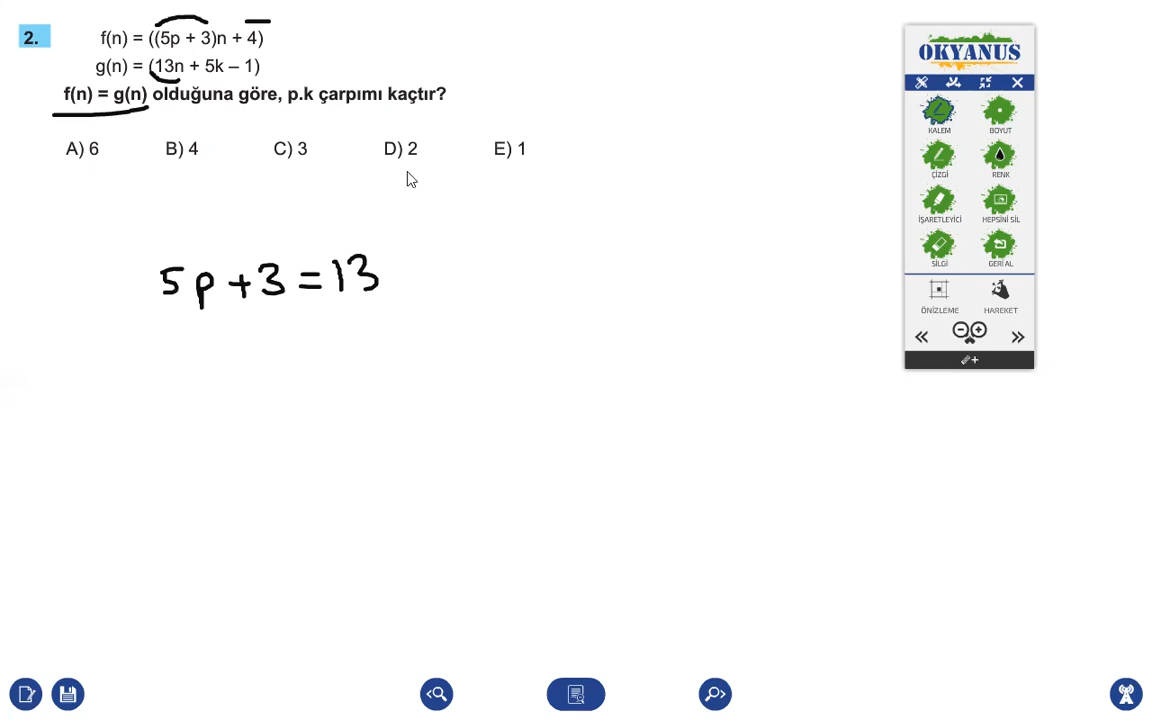 2.
f(n) = ((5p + 3)n + 4)
g(n) = (13n + 5k – 1)
f(n) = g(n) olduğuna göre, p.k çarpımı kaçtır?
A) 6 B) 4 C) 3 D) 2 E) 1
5p + 3 = 13
OKYANUS
KALEM BOYUT
ÇİZGİ RENK
İŞARETLEYİCİ HEPSİNİ SİL
SİLGİ GERİ AL
ÖNİZLEME HAREKET